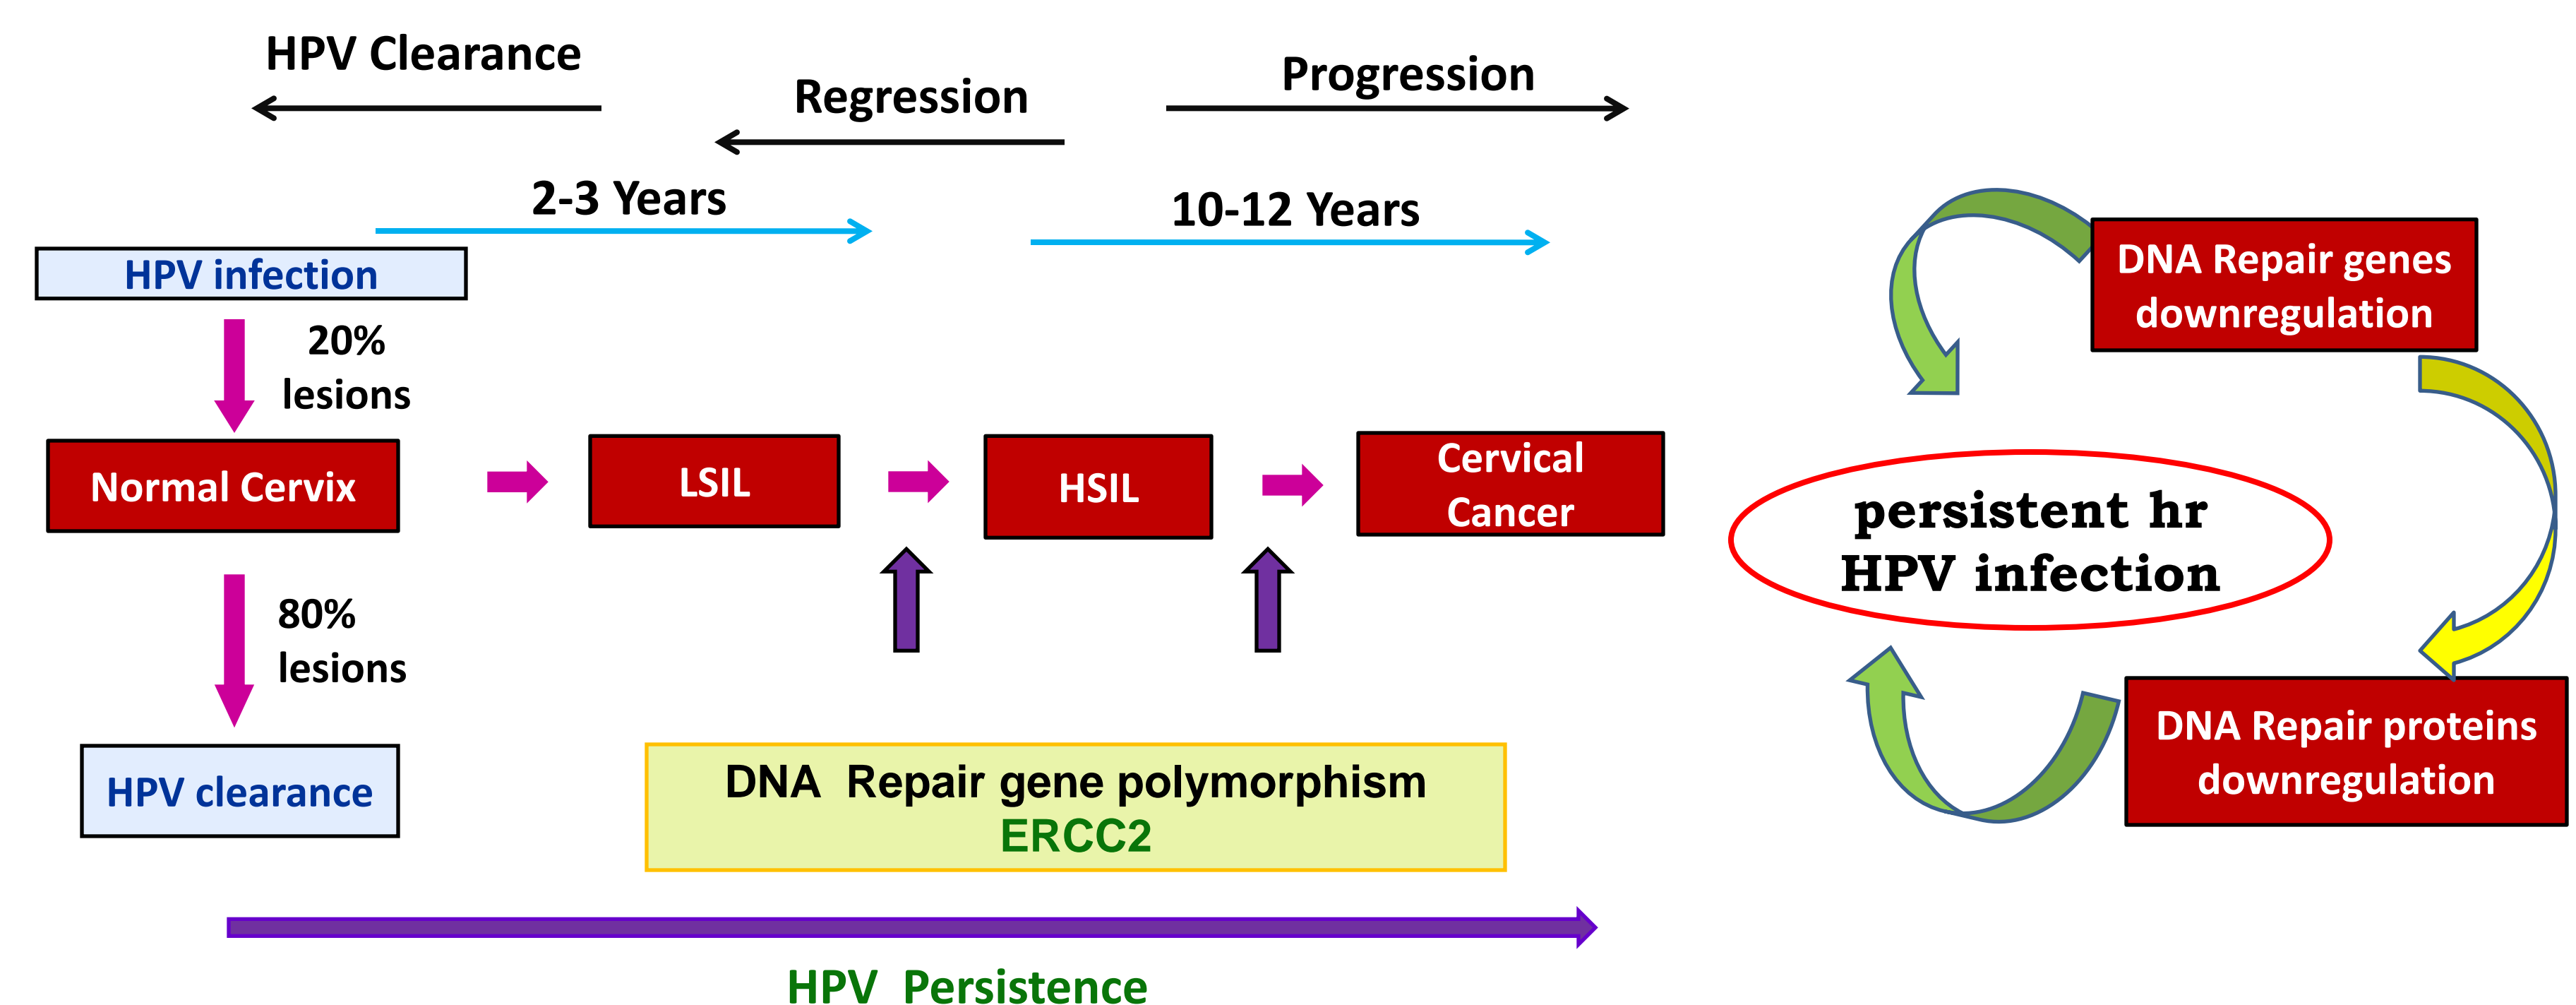 HPV Clearance
Regression
Progression
2-3 Years
10-12 Years
HPV infection
20%
lesions
Normal Cervix
LSIL
HSIL
Cervical
Cancer
80%
lesions
HPV clearance
DNA Repair gene polymorphism
ERCC2
HPV Persistence
DNA Repair genes
downregulation
persistent hr
HPV infection
DNA Repair proteins
downregulation